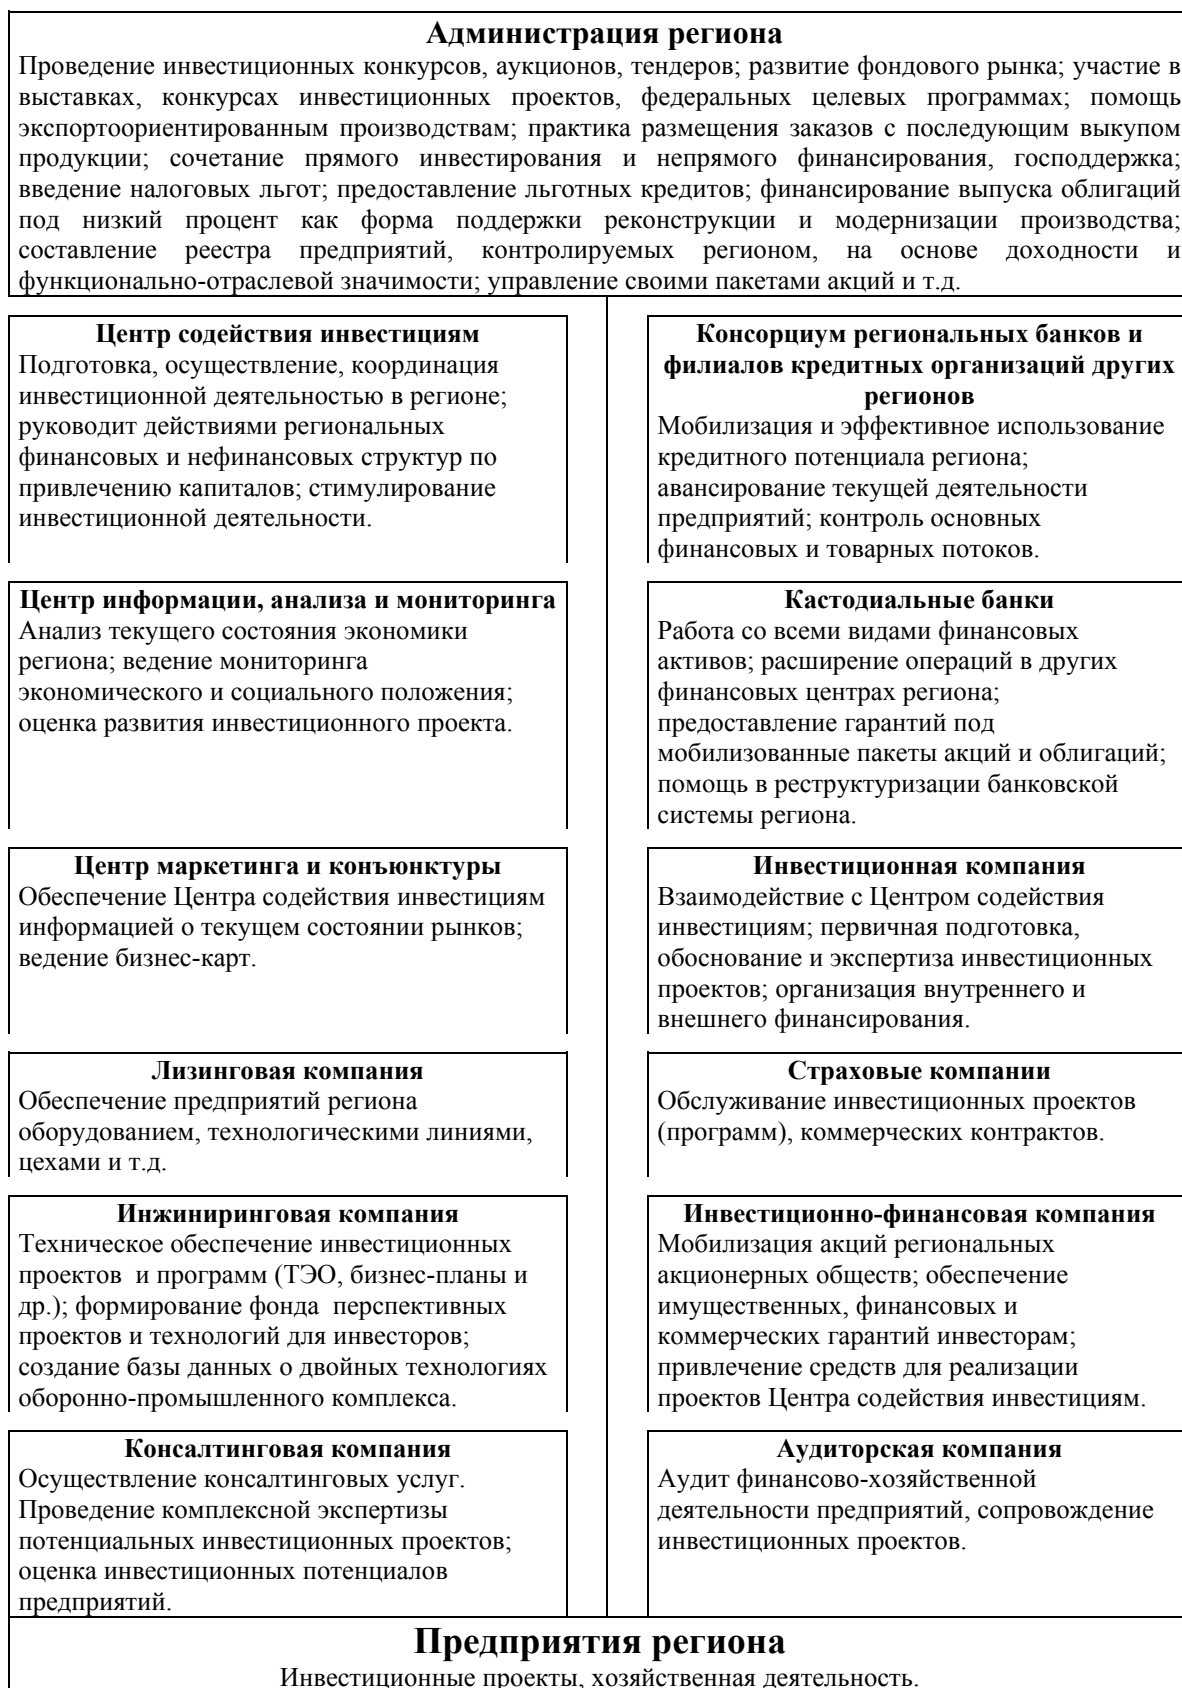 Администрация региона
Проведение инвестиционных конкурсов, аукционов, тендеров; развитие фондового рынка; участие в
выставках, конкурсах инвестиционных проектов, федеральных целевых программах; помощь
экспортоориентированным производствам; практика размещения заказов с последующим выкупом
продукции; сочетание прямого инвестирования и непрямого финансирования, господдержка;
введение налоговых льгот; предоставление льготных кредитов; финансирование выпуска облигаций
под низкий процент как форма поддержки реконструкции и модернизации производства;
составление реестра предприятий, контролируемых регионом, на основе доходности и
функционально-отраслевой значимости; управление своими пакетами акций и т.д.
Центр содействия инвестициям
Подготовка, осуществление, координация
инвестиционной деятельностью в регионе;
руководит действиями региональных
финансовых и нефинансовых структур по
привлечению капиталов; стимулирование
инвестиционной деятельности.
Консорциум региональных банков и
филиалов кредитных организаций других
регионов
Мобилизация и эффективное использование
кредитного потенциала региона;
авансирование текущей деятельности
предприятий; контроль основных
финансовых и товарных потоков.
Центр информации, анализа и мониторинга
Анализ текущего состояния экономики
региона; ведение мониторинга
экономического и социального положения;
оценка развития инвестиционного проекта.
Кастодиальные банки
Работа со всеми видами финансовых
активов; расширение операций в других
финансовых центрах региона;
предоставление гарантий под
мобилизованные пакеты акций и облигаций;
помощь в реструктуризации банковской
системы региона.
Центр маркетинга и конъюнктуры
Обеспечение Центра содействия инвестициям
информацией о текущем состоянии рынков;
ведение бизнес-карт.
Инвестиционная компания
Взаимодействие с Центром содействия
инвестициям; первичная подготовка,
обоснование и экспертиза инвестиционных
проектов; организация внутреннего и
внешнего финансирования.
Лизинговая компания
Обеспечение предприятий региона
оборудованием, технологическими линиями,
цехами и т.д.
Страховые компании
Обслуживание инвестиционных проектов
(программ), коммерческих контрактов.
Инжиниринговая компания
Техническое обеспечение инвестиционных
проектов и программ (ТЭО, бизнес-планы и
др.); формирование фонда перспективных
проектов и технологий для инвесторов;
создание базы данных о двойных технологиях
оборонно-промышленного комплекса.
Инвестиционно-финансовая компания
Мобилизация акций региональных
акционерных обществ; обеспечение
имущественных, финансовых и
коммерческих гарантий инвесторам;
привлечение средств для реализации
проектов Центра содействия инвестициям.
Консалтинговая компания
Осуществление консалтинговых услуг.
Проведение комплексной экспертизы
потенциальных инвестиционных проектов;
оценка инвестиционных потенциалов
предприятий.
Аудиторская компания
Аудит финансово-хозяйственной
деятельности предприятий, сопровождение
инвестиционных проектов.
Предприятия региона
Инвестиционные проекты, хозяйственная деятельность.